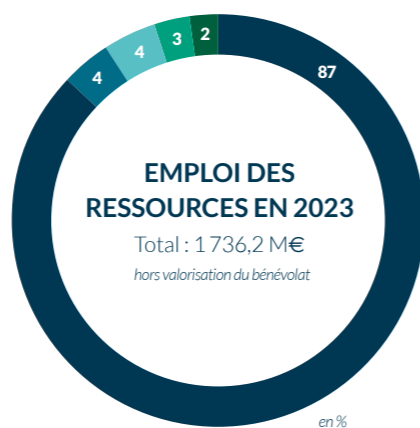 4
4
3
2
87
EMPLOI DES
RESSOURCES EN 2023
Total : 1 736,2 M€
hors valorisation du bénévolat
en %